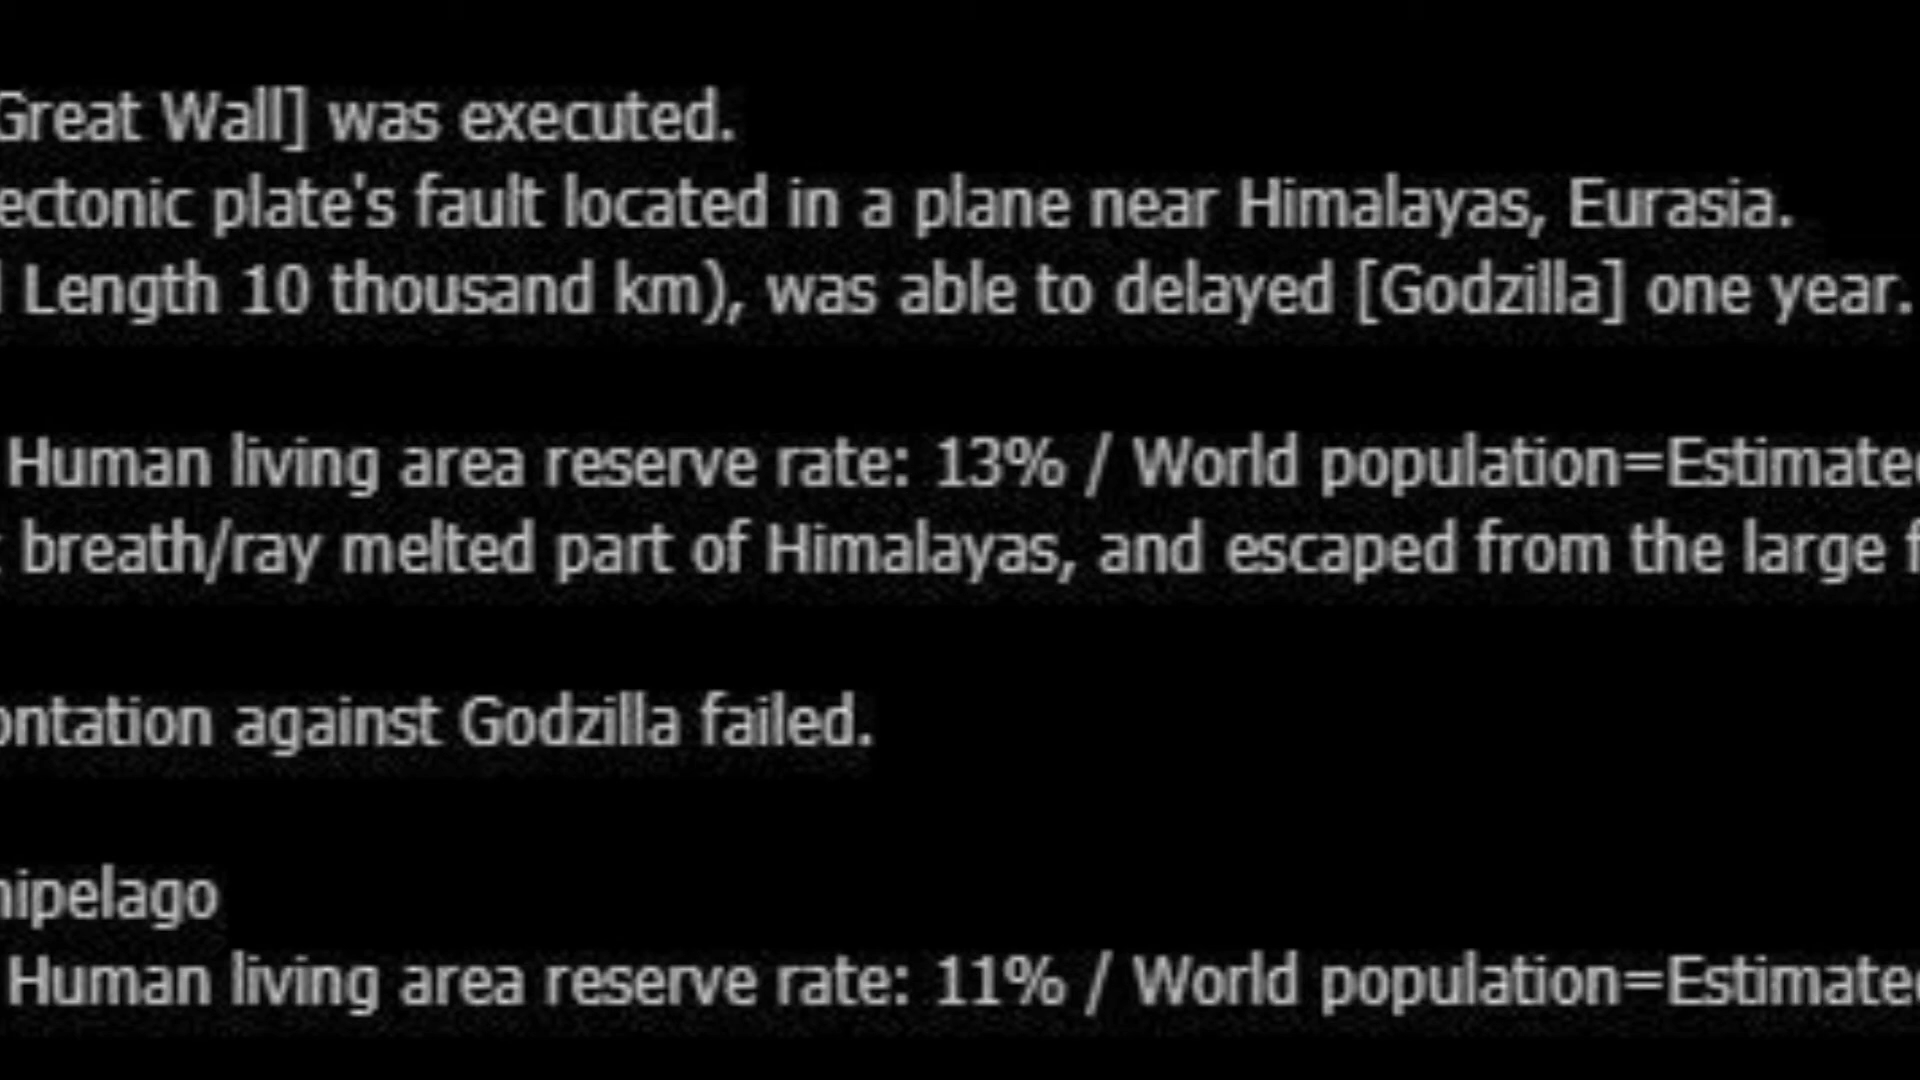 Great Wall] was executed.
ectonic plate's fault located in a plane near Himalayas, Eurasia.
Length 10 thousand km), was able to delayed [Godzilla] one year.
Human living area reserve rate: 13% / World population=Estimated
breath/ray melted part of Himalayas, and escaped from the large f
ontation against Godzilla failed.
hipelago
Human living area reserve rate: 11% / World population=Estimated